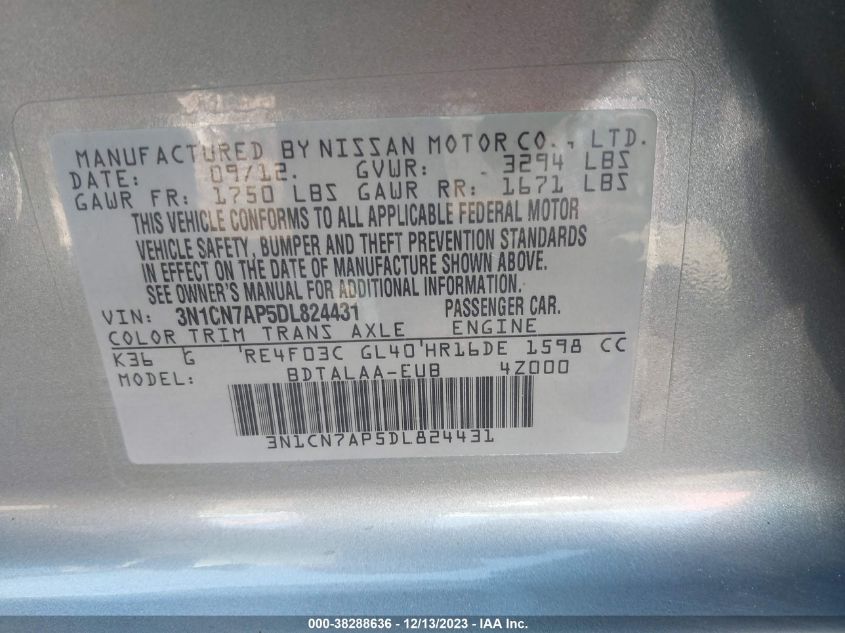 MANUFACTURED BY NISSAN MOTOR CO., LTD.
DATE: 09/12. GVWR: 3294 LBS
GAWR FR: 1750 LBS GAWR RR: 1671 LBS
THIS VEHICLE CONFORMS TO ALL APPLICABLE FEDERAL MOTOR
VEHICLE SAFETY, BUMPER AND THEFT PREVENTION STANDARDS
IN EFFECT ON THE DATE OF MANUFACTURE SHOWN ABOVE.
SEE OWNER'S MANUAL FOR ADDITIONAL INFORMATION.
VIN: 3N1CN7AP5DL824431 PASSENGER CAR.
COLOR TRIM TRANS AXLE ENGINE
K36 G RE4F03C GL40 HR16DE 1598 CC
MODEL: BDTALAA-EUB 4Z000
3N1CN7AP5DL824431
000-38288636 - 12/13/2023 - IAA Inc.